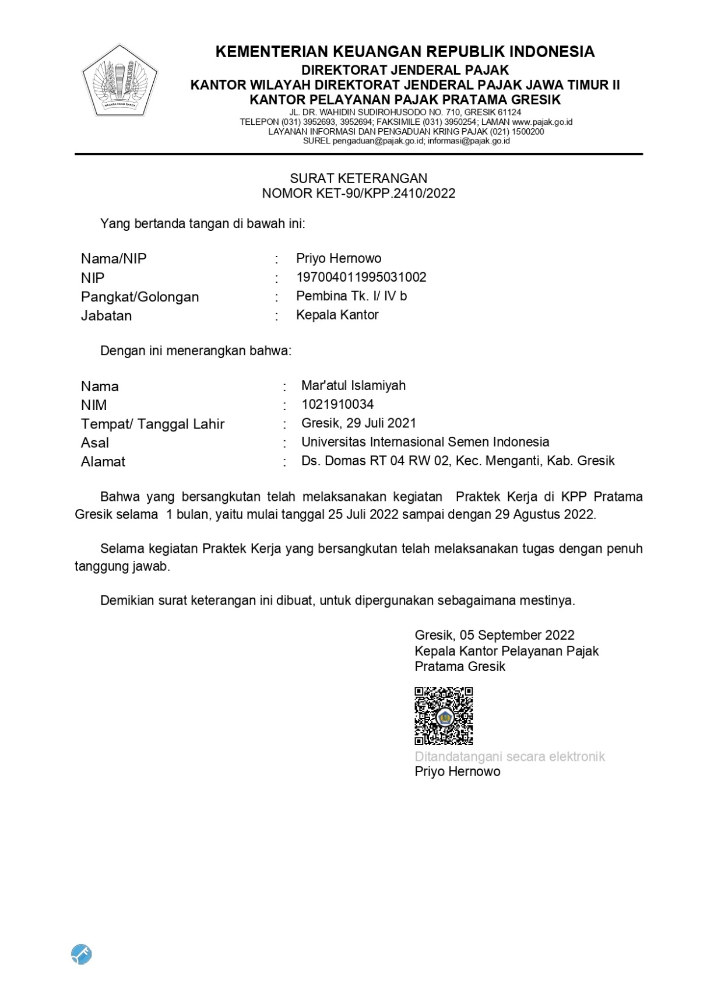 KEMENTERIAN KEUANGAN REPUBLIK INDONESIA
DIREKTORAT JENDERAL PAJAK
KANTOR WILAYAH DIREKTORAT JENDERAL PAJAK JAWA TIMUR II
KANTOR PELAYANAN PAJAK PRATAMA GRESIK
JL. DR. WAHIDIN SUDIROHUSODO NO. 710, GRESIK 61124
TELEPON (031) 3952693, 3952694; FAKSIMILE (031) 3950254; LAMAN www.pajak.go.id
LAYANAN INFORMASI DAN PENGADUAN KRING PAJAK (021) 1500200
SUREL pengaduan@pajak.go.id; informasi@pajak.go.id
NAGARA DANA RAKCA
SURAT KETERANGAN
NOMOR KET-90/KPP.2410/2022
Yang bertanda tangan di bawah ini:
Nama/NIP : Priyo Hernowo
NIP : 197004011995031002
Pangkat/Golongan : Pembina Tk. I/ IV b
Jabatan : Kepala Kantor
Dengan ini menerangkan bahwa:
Nama : Mar'atul Islamiyah
NIM : 1021910034
Tempat/ Tanggal Lahir : Gresik, 29 Juli 2021
Asal : Universitas Internasional Semen Indonesia
Alamat : Ds. Domas RT 04 RW 02, Kec. Menganti, Kab. Gresik
Bahwa yang bersangkutan telah melaksanakan kegiatan Praktek Kerja di KPP Pratama
Gresik selama 1 bulan, yaitu mulai tanggal 25 Juli 2022 sampai dengan 29 Agustus 2022.
Selama kegiatan Praktek Kerja yang bersangkutan telah melaksanakan tugas dengan penuh
tanggung jawab.
Demikian surat keterangan ini dibuat, untuk dipergunakan sebagaimana mestinya.
Gresik, 05 September 2022
Kepala Kantor Pelayanan Pajak
Pratama Gresik
Ditandatangani secara elektronik
Priyo Hernowo